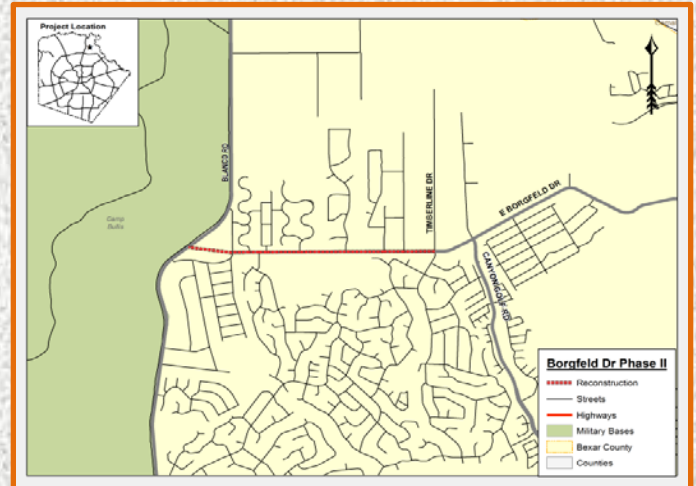 Project Location
Camp
Bullis
BLANCO RD
TIMBERLINE DR
E BORGFELD DR
CANYON GOLF RD
Borgfeld Dr Phase II
Reconstruction
Streets
Highways
Military Bases
Bexar County
Counties